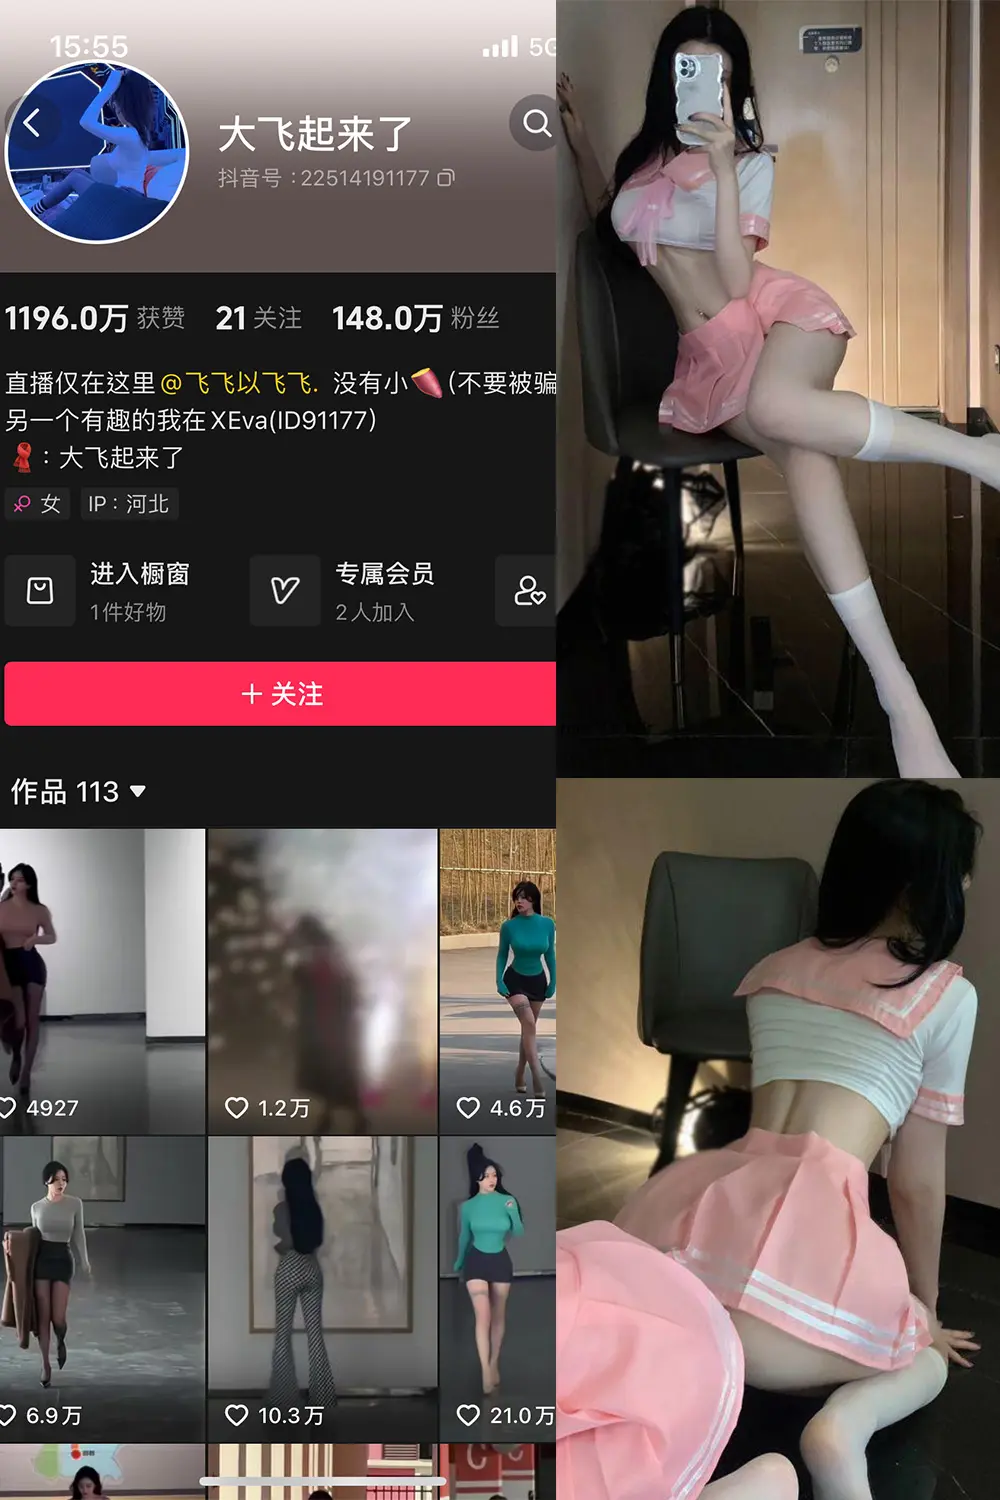 15:55
5G
大飞起来了
抖音号：22514191177
1196.0万 获赞 21 关注 148.0万 粉丝
直播仅在这里@飞飞以飞飞. 没有小🍠(不要被骗
另一个有趣的我在XEva(ID91177)
🧣：大飞起来了
女 IP：河北
进入橱窗
1件好物
专属会员
2人加入
+ 关注
作品 113
4927
1.2万
4.6万
6.9万
10.3万
21.0万